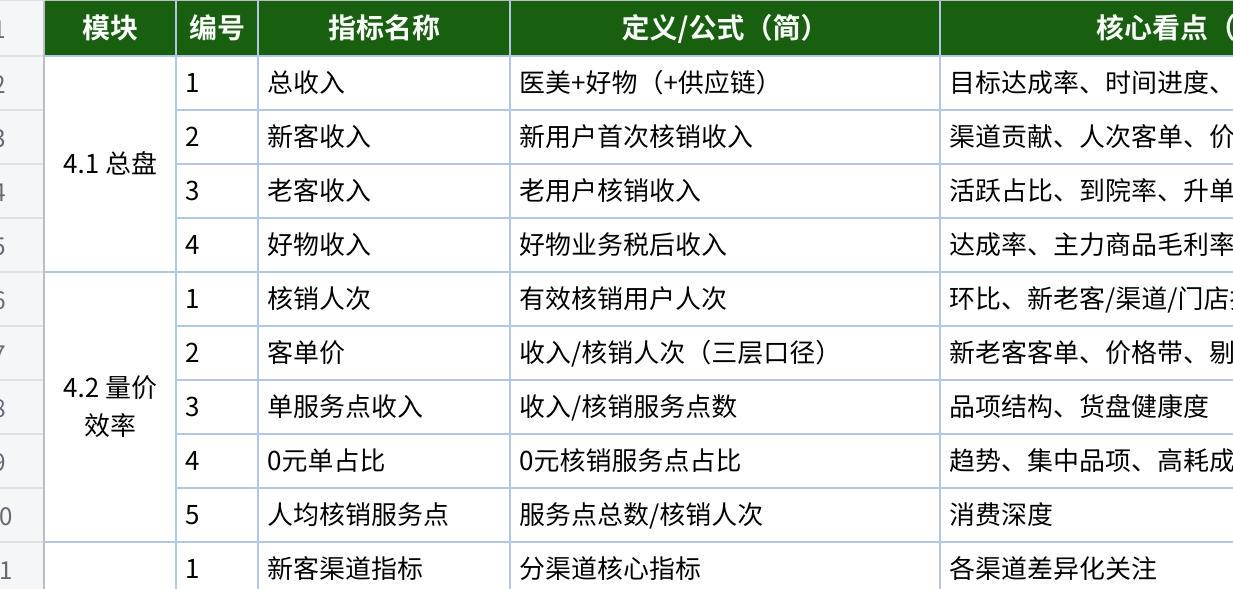 模块 编号 指标名称 定义/公式（简） 核心看点（
4.1 总盘
1 总收入 医美+好物（+供应链） 目标达成率、时间进度、
2 新客收入 新用户首次核销收入 渠道贡献、人次客单、价
3 老客收入 老用户核销收入 活跃占比、到院率、升单
4 好物收入 好物业务税后收入 达成率、主力商品毛利率
4.2 量价
效率
1 核销人次 有效核销用户人次 环比、新老客/渠道/门店
2 客单价 收入/核销人次（三层口径） 新老客客单、价格带、剔
3 单服务点收入 收入/核销服务点数 品项结构、货盘健康度
4 0元单占比 0元核销服务点占比 趋势、集中品项、高耗成
5 人均核销服务点 服务点总数/核销人次 消费深度
1 新客渠道指标 分渠道核心指标 各渠道差异化关注